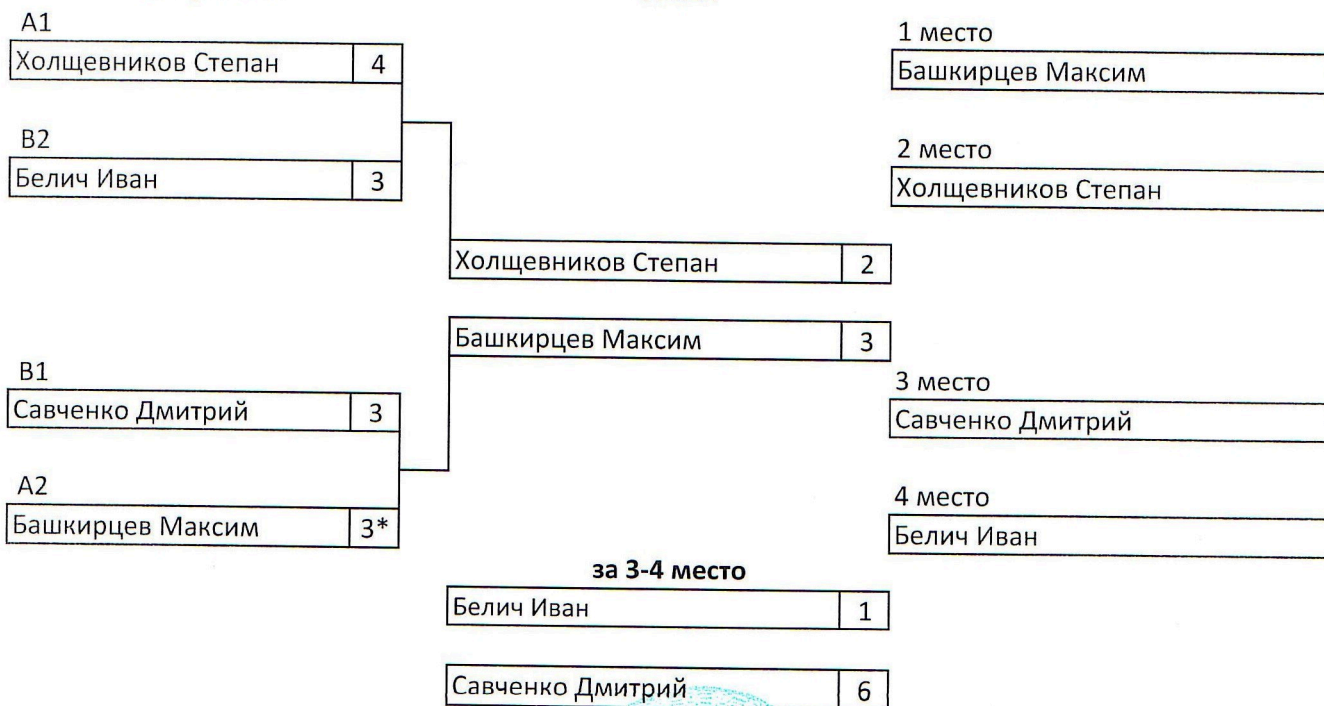 A1
Холщевников Степан 4
B2
Белич Иван 3
Холщевников Степан 2
Башкирцев Максим 3
B1
Савченко Дмитрий 3
A2
Башкирцев Максим 3*
за 3-4 место
Белич Иван 1
Савченко Дмитрий 6
1 место
Башкирцев Максим
2 место
Холщевников Степан
3 место
Савченко Дмитрий
4 место
Белич Иван